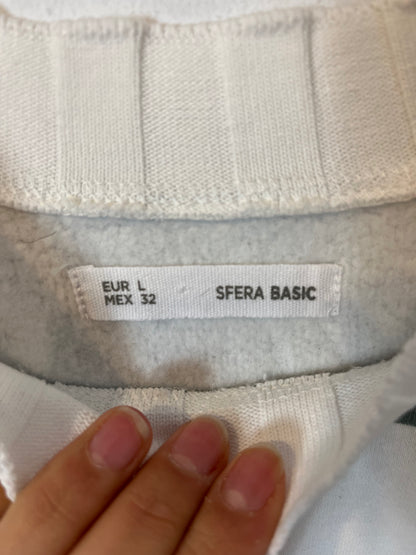 EUR L
MEX 32
SFERA BASIC